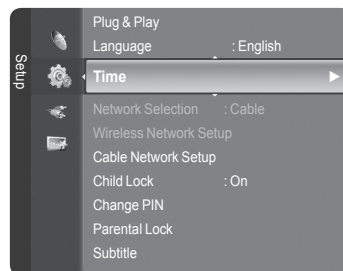 Setup
Plug & Play
Language : English
Time
Network Selection : Cable
Wireless Network Setup
Cable Network Setup
Child Lock : On
Change PIN
Parental Lock
Subtitle